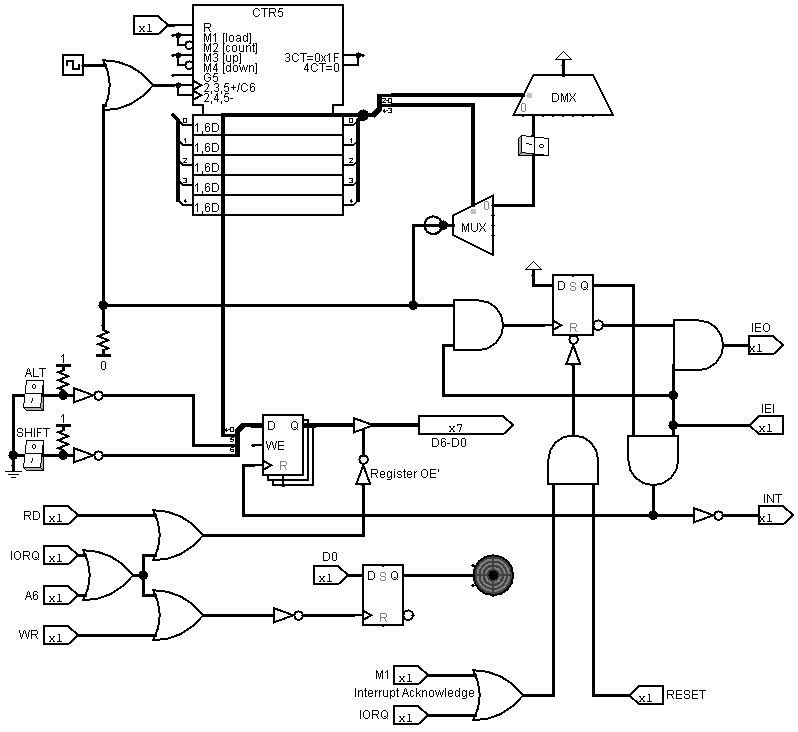 CTR5
x1
R
M1 [load]
M2 [count]
M3 [up]
M4 [down]
G5
2,3,5+/C6
2,4,5-
3CT=0x1F
4CT=0
1,6D
1,6D
1,6D
1,6D
1,6D
0
1
2
3
4
0
1
2
3
4
DMX
0
MUX
0
D S Q
R
IEO
x1
IEI
x1
1
ALT
0
1
SHIFT
D Q
WE
R
x7
D6-D0
Register OE'
RD
x1
INT
x1
IORQ
x1
A6
x1
WR
x1
D0
x1
D S Q
R
M1
x1
Interrupt Acknowledge
IORQ
x1
x1
RESET